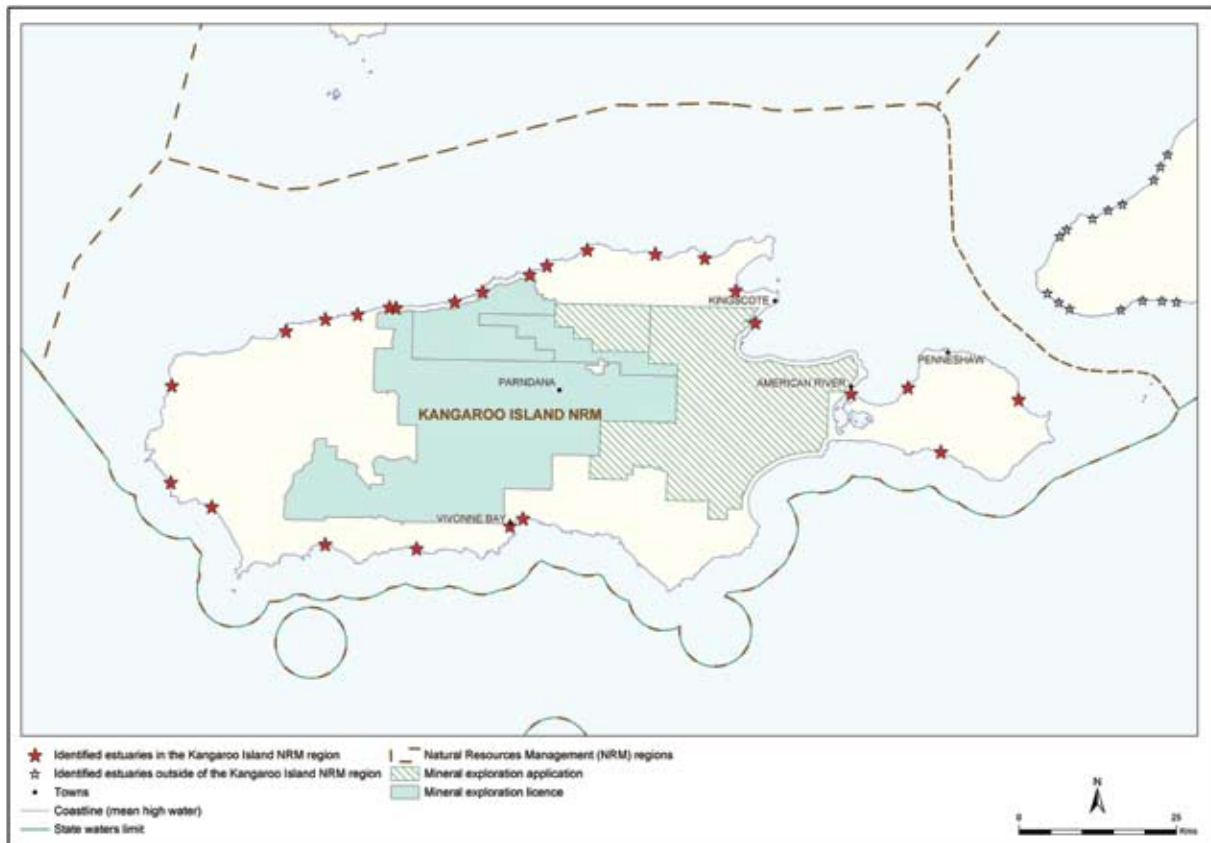 KINGSCOTE
PENNESHAW
AMERICAN RIVER
PARNDANA
KANGAROO ISLAND NRM
VIVONNE BAY
Identified estuaries in the Kangaroo Island NRM region
Identified estuaries outside of the Kangaroo Island NRM region
Towns
Coastline (mean high water)
State waters limit
Natural Resources Management (NRM) regions
Mineral exploration application
Mineral exploration licence
N
0 25
Kms